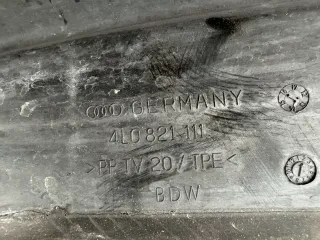 GERMANY
4L0 821 111
>PP TV 20/TPE<
BDW